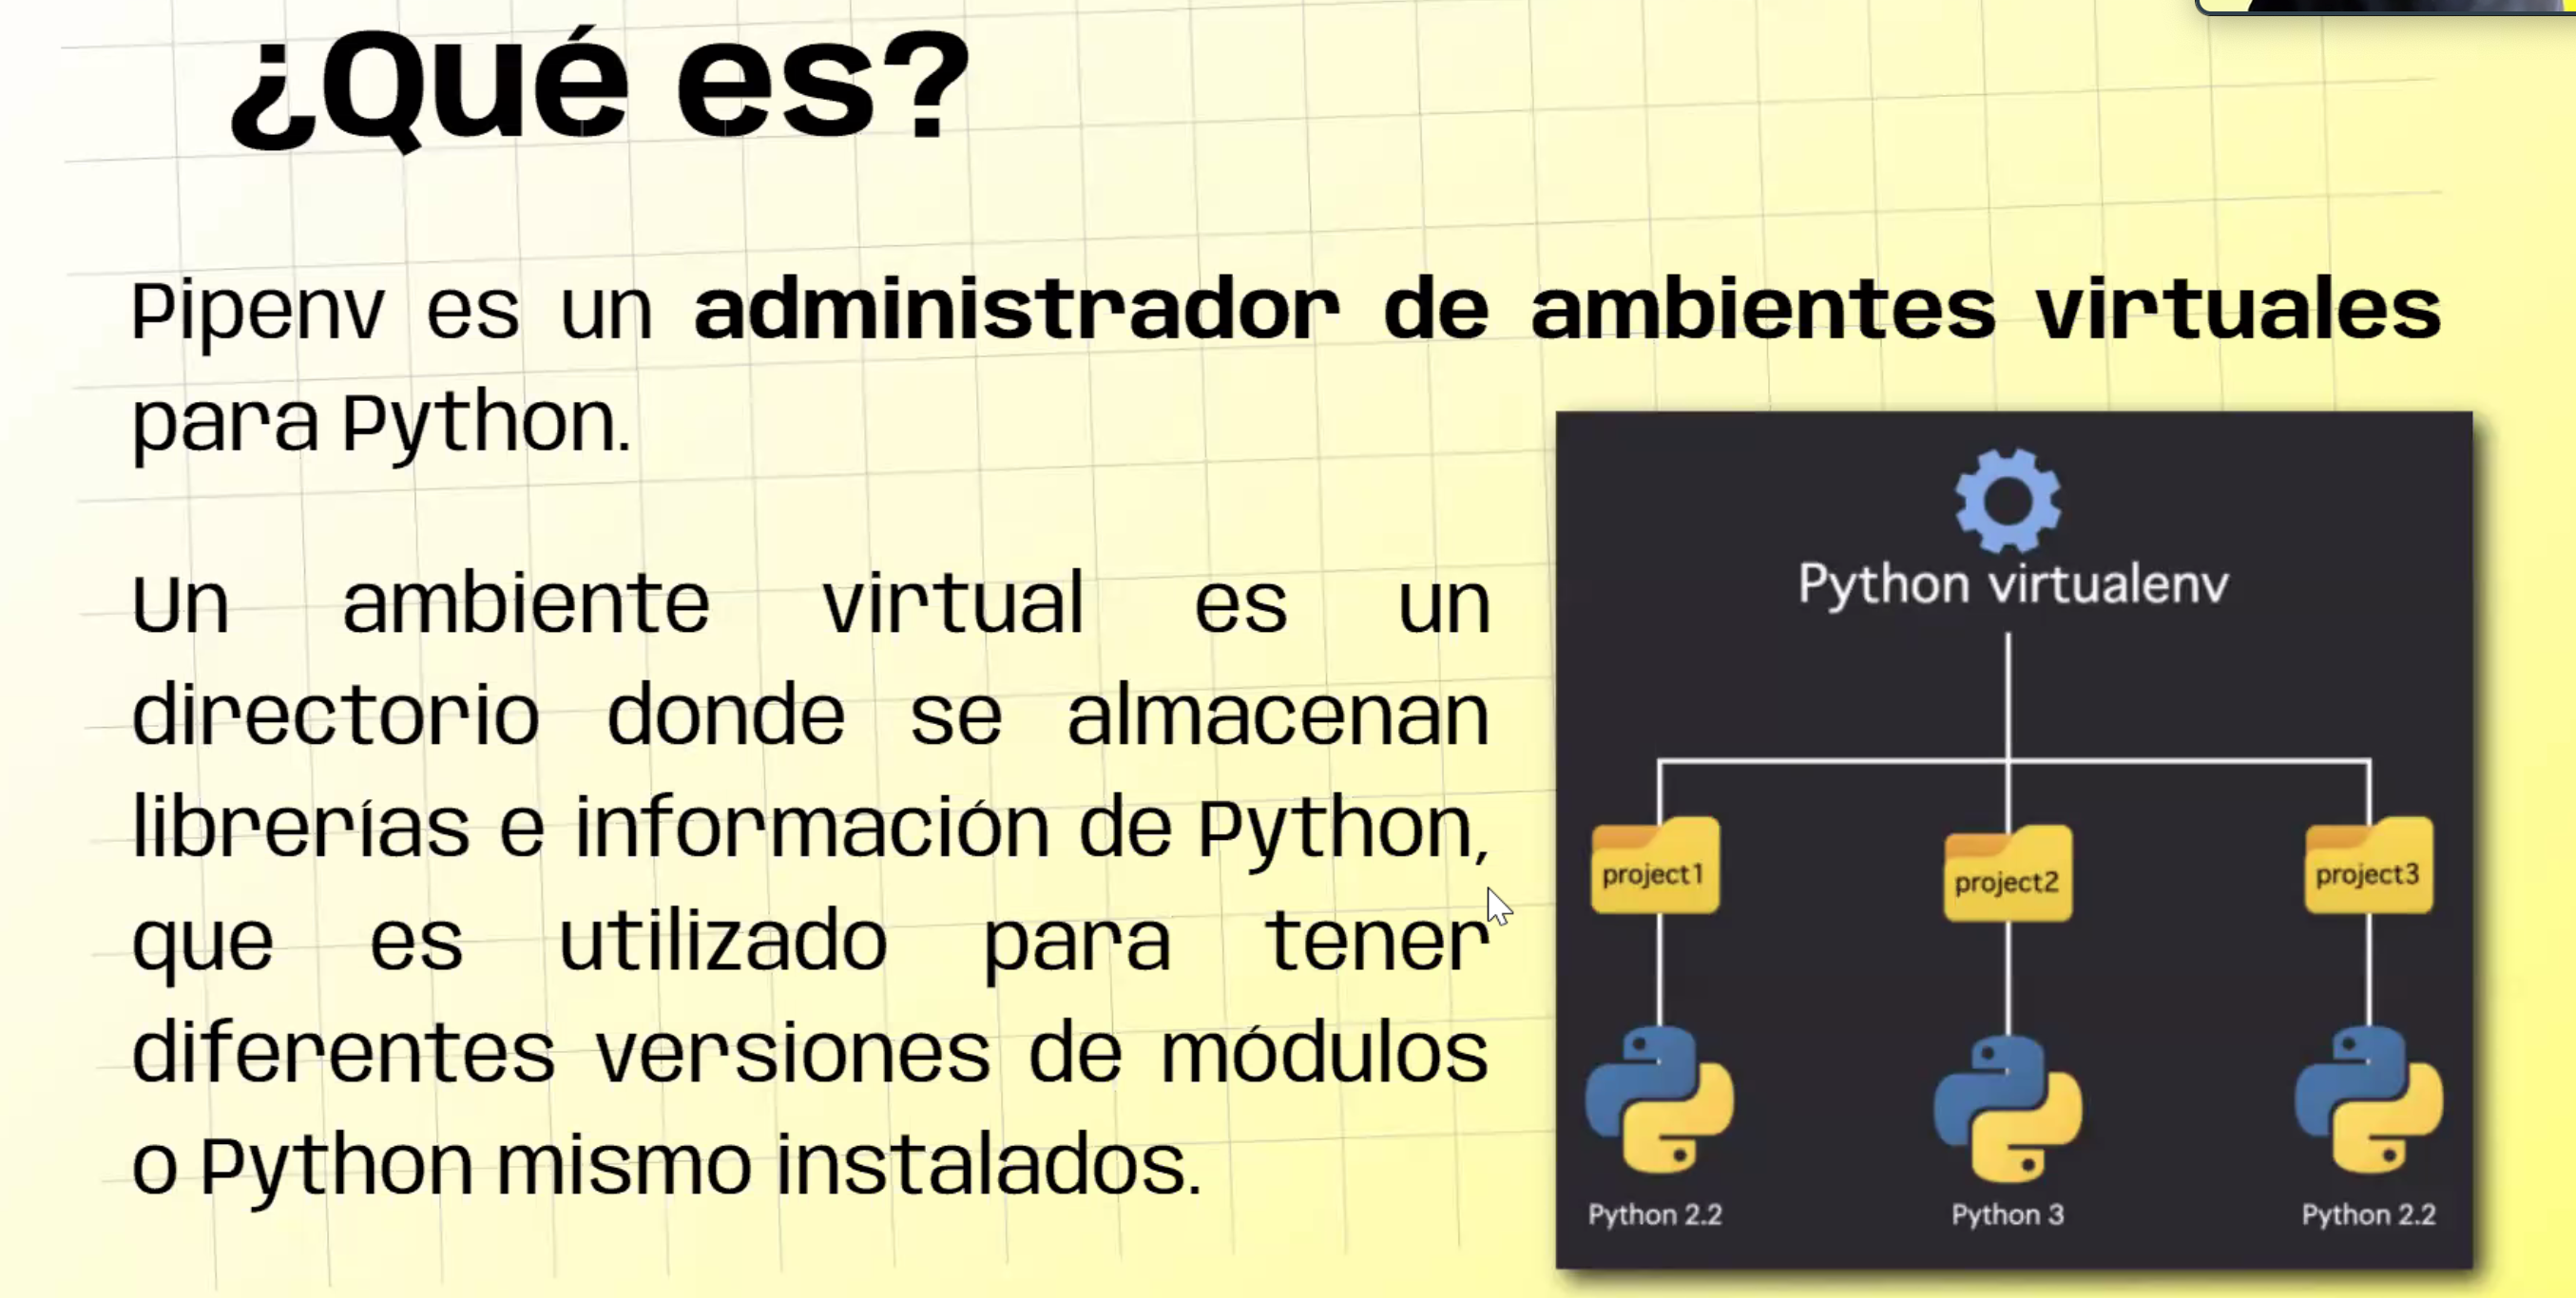 ¿Qué es?
Pipenv es un administrador de ambientes virtuales
para Python.
Un ambiente virtual es un
directorio donde se almacenan
librerías e información de Python,
que es utilizado para tener
diferentes versiones de módulos
o Python mismo instalados.
Python virtualenv
project1
project2
project3
Python 2.2
Python 3
Python 2.2